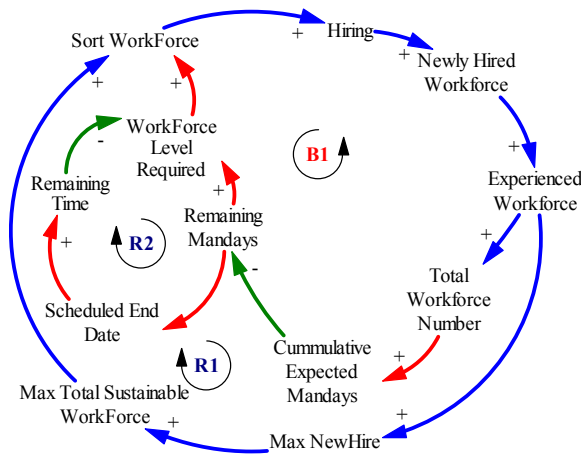 Sort WorkForce
+
Hiring
+
Newly Hired
Workforce
+
+
WorkForce
Level
Required
-
B1
+
Experienced
Workforce
Remaining
Time
+
Remaining
Mandays
+
R2
+
Total
Workforce
Number
-
Scheduled End
Date
R1
Cummulative
Expected
Mandays
+
Max Total Sustainable
WorkForce
+
+
Max NewHire